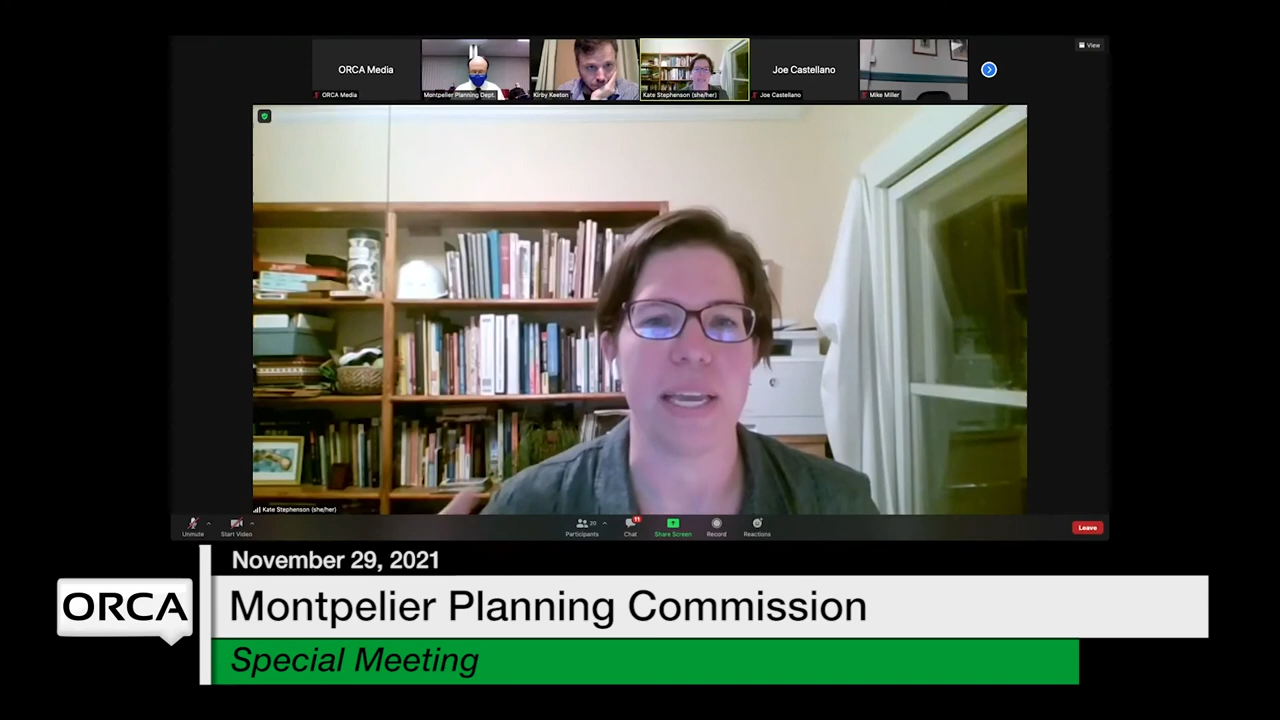 View
ORCA Media
Joe Castellano
ORCA Media
Montpelier Planning Dept.
Kirby Keeton
Kate Stephenson (she/her)
Joe Castellano
Mike Miller
Kate Stephenson (she/her)
Unmute
Start Video
20
Participants
11
Chat
Share Screen
Record
Reactions
Leave
November 29, 2021
ORCA
Montpelier Planning Commission
Special Meeting